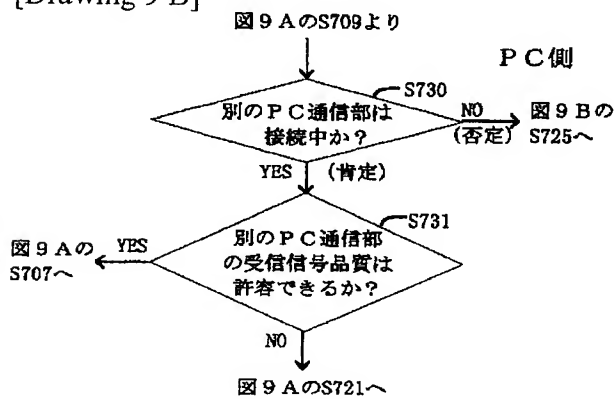 [Drawing 9 B]
図9AのS709より
PC側
S730
別のPC通信部は
接続中か?
NO
(否定)
図9Bの
S725へ
YES (肯定)
S731
別のPC通信部
の受信信号品質は
許容できるか?
YES
図9Aの
S707へ
NO
図9AのS721へ